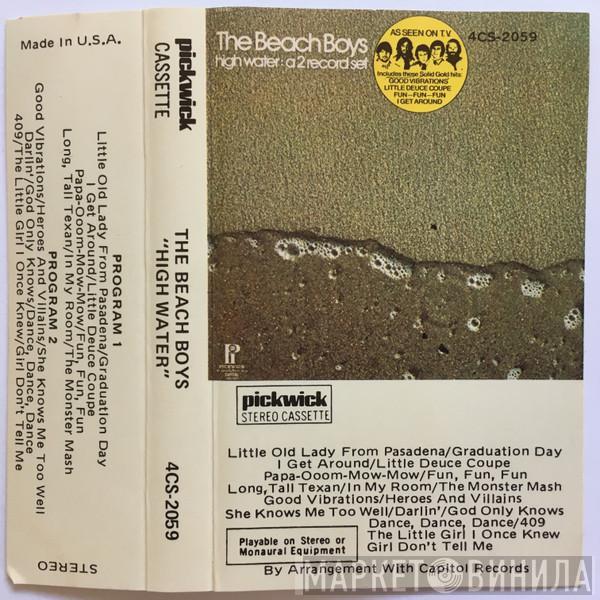 Made In U.S.A.
PROGRAM 1
Little Old Lady From Pasadena/Graduation Day
I Get Around/Little Deuce Coupe
Papa-Ooom-Mow-Mow/Fun, Fun, Fun
Long, Tall Texan/In My Room/The Monster Mash
PROGRAM 2
Good Vibrations/Heroes And Villains/She Knows Me Too Well
Darlin'/God Only Knows/Dance, Dance, Dance
409/The Little Girl I Once Knew/Girl Don't Tell Me
STEREO
pickwick
CASSETTE
THE BEACH BOYS
"HIGH WATER"
4CS-2059
The Beach Boys
high water: a 2 record set
AS SEEN ON T.V.
Includes these Solid Gold hits:
'GOOD VIBRATIONS'
LITTLE DEUCE COUPE
FUN-FUN-FUN
I GET AROUND
4CS-2059
PICKWICK
pickwick
STEREO CASSETTE
Little Old Lady From Pasadena/Graduation Day
I Get Around/Little Deuce Coupe
Papa-Ooom-Mow-Mow/Fun, Fun, Fun
Long,Tall Texan/In My Room/The Monster Mash
Good Vibrations/Heroes And Villains
She Knows Me Too Well/Darlin'/God Only Knows
Dance, Dance, Dance/409
The Little Girl I Once Knew
Girl Don't Tell Me
Playable on Stereo or
Monaural Equipment
By Arrangement With Capitol Records
МАРКЕТ ВИНИЛА